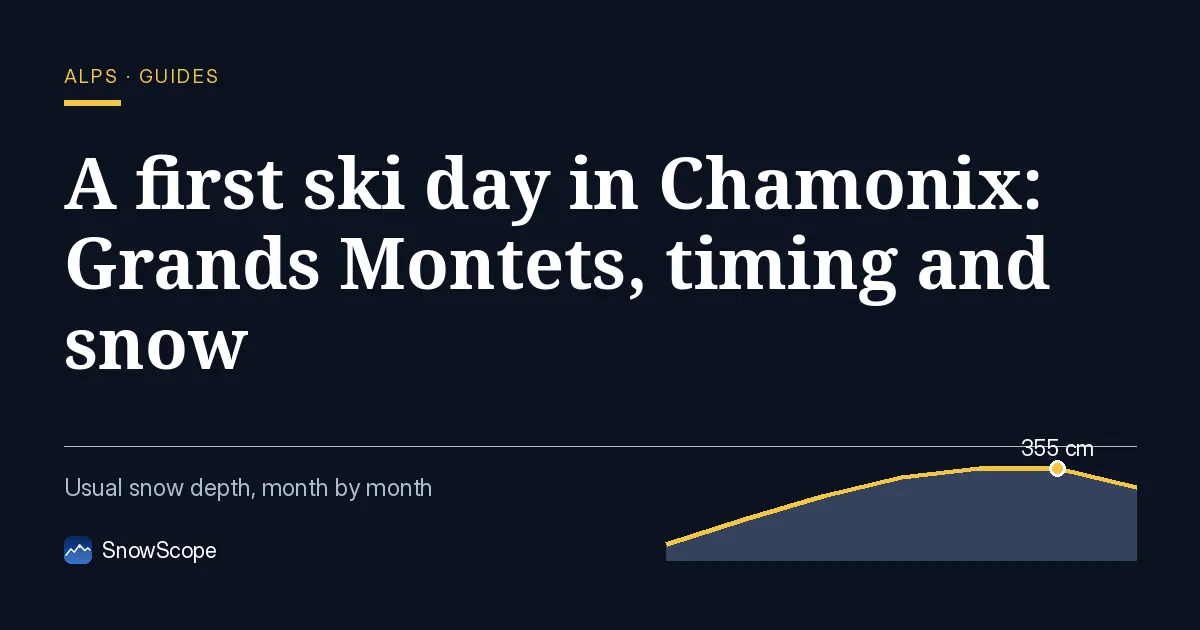 ALPS · GUIDES
A first ski day in Chamonix:
Grands Montets, timing and
snow
355 cm
Usual snow depth, month by month
SnowScope